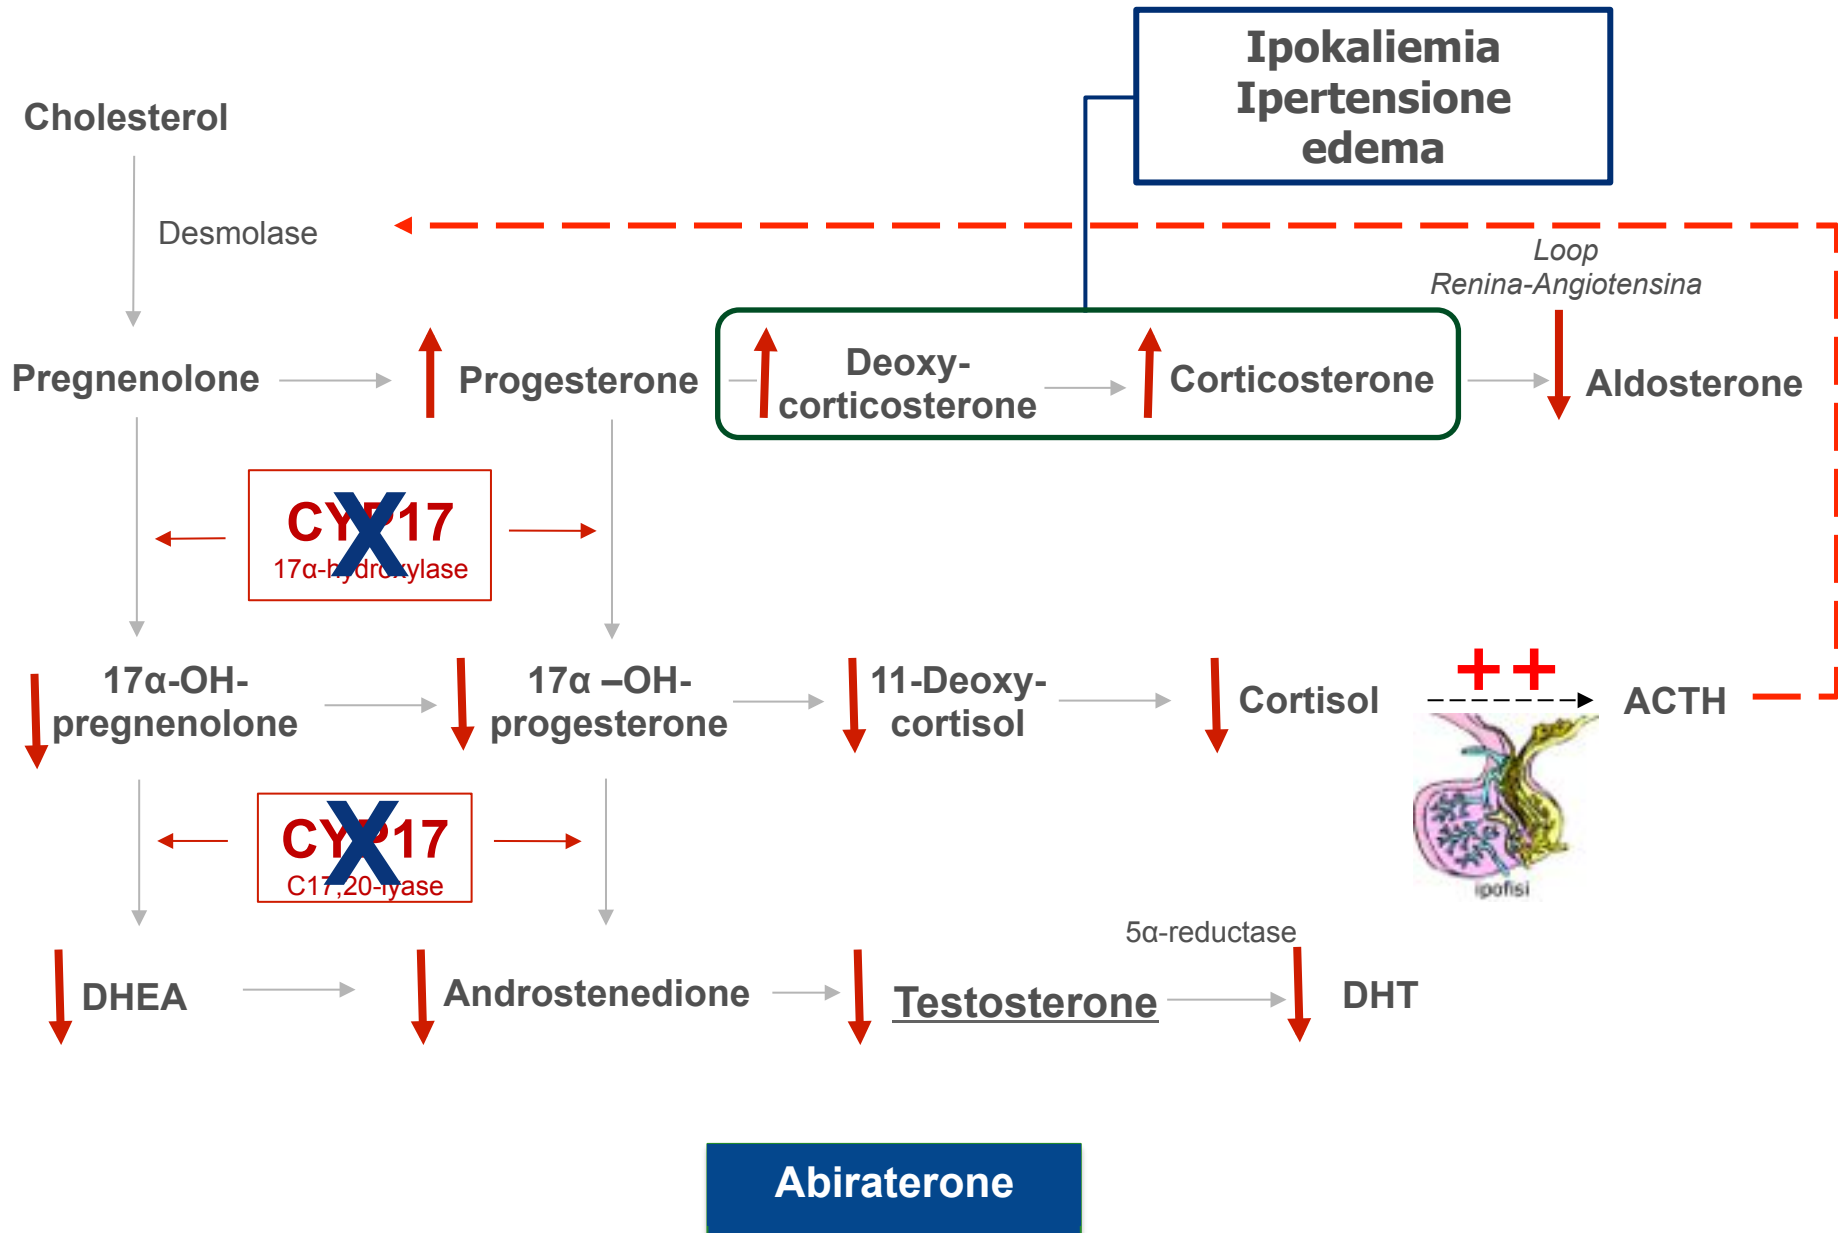 Ipokaliemia
Ipertensione
edema
Cholesterol
Desmolase
Loop
Renina-Angiotensina
Pregnenolone
Progesterone
Deoxy-
corticosterone
Corticosterone
Aldosterone
CYP17
X
17α-hydroxylase
17α-OH-
pregnenolone
17α –OH-
progesterone
11-Deoxy-
cortisol
Cortisol
++
ACTH
ipofisi
CYP17
X
C17,20-lyase
5α-reductase
DHEA
Androstenedione
Testosterone
DHT
Abiraterone